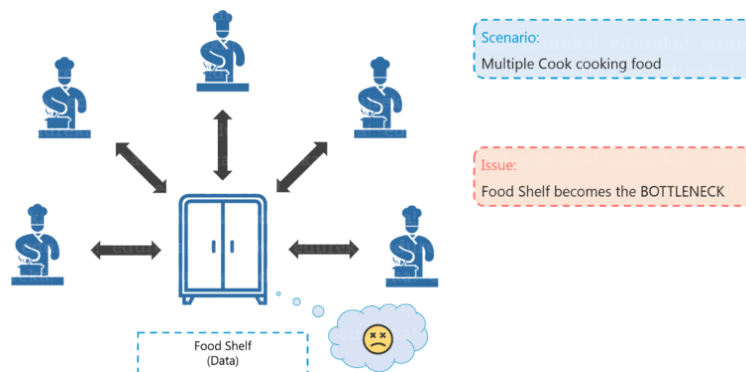 Scenario:
Multiple Cook cooking food
Issue:
Food Shelf becomes the BOTTLENECK
Food Shelf
(Data)